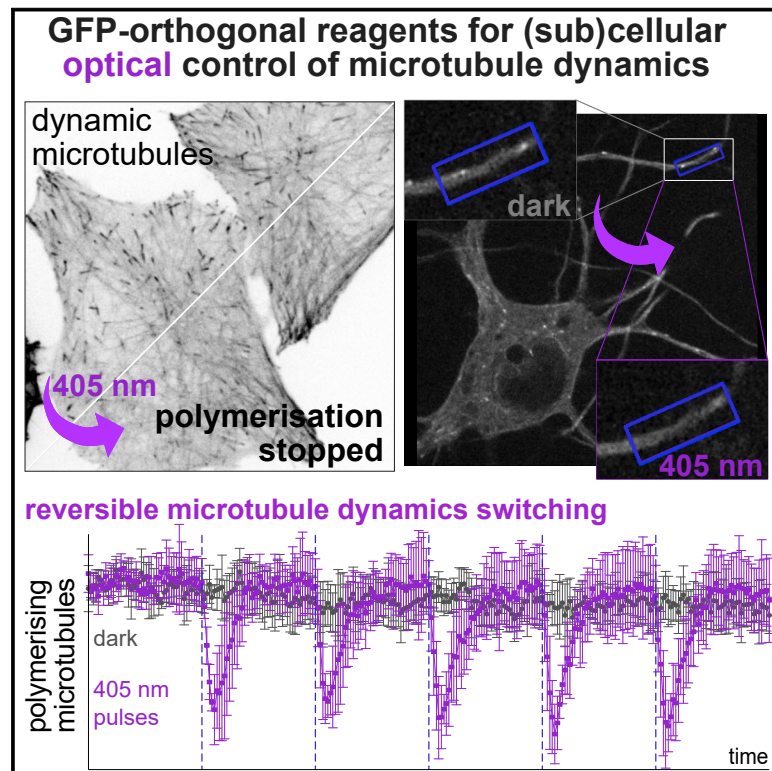 GFP-orthogonal reagents for (sub)cellular
optical control of microtubule dynamics
dynamic
microtubules
405 nm
polymerisation
stopped
dark
405 nm
reversible microtubule dynamics switching
polymerising
microtubules
dark
405 nm
pulses
time